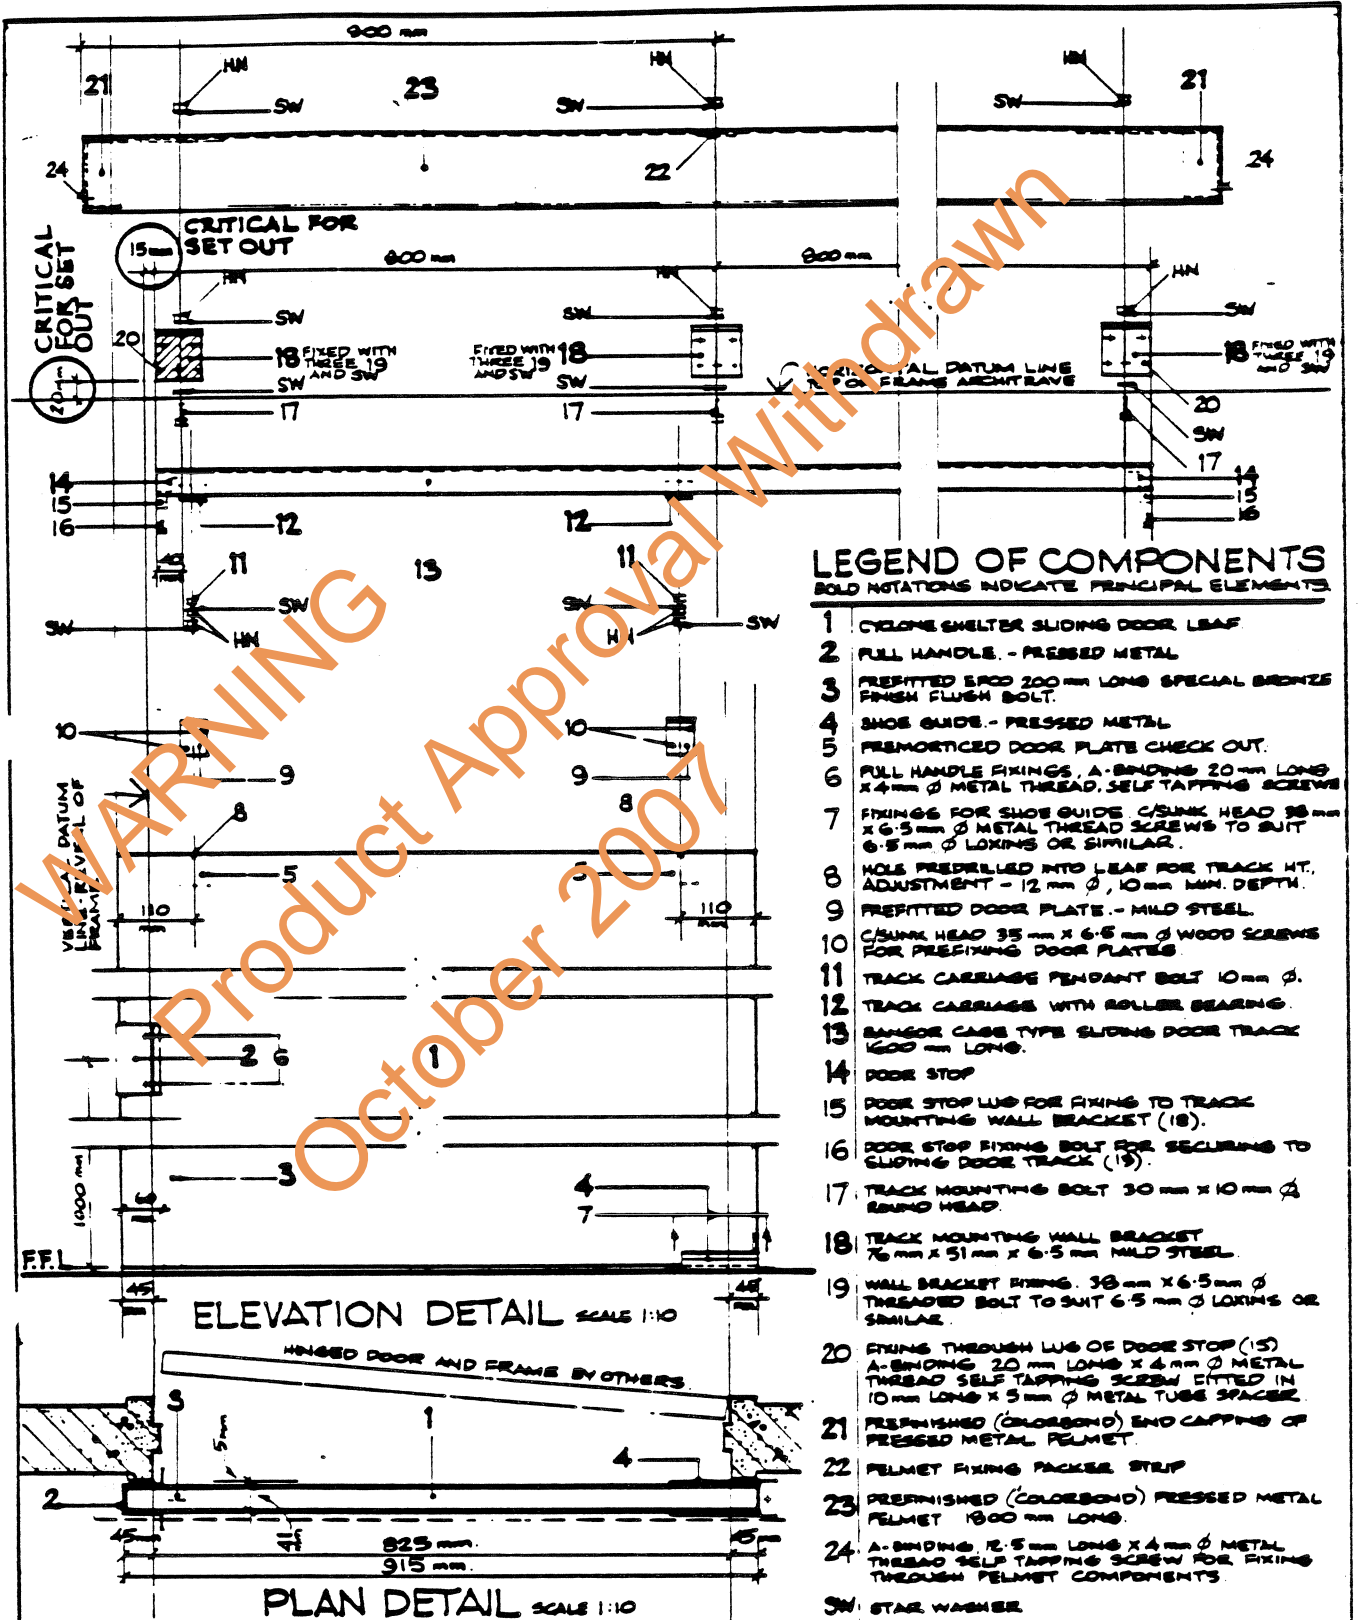 900 mm
HN
HN
HN
21
23
21
SW
SW
SW
24
22
24
CRITICAL FOR
SET OUT
15 mm
CRITICAL
FOR SET
OUT
20 mm
800 mm
800 mm
HN
HN
HN
SW
SW
SW
20
18 FIXED WITH
THREE 19
AND SW
FIXED WITH 18
THREE 19
AND SW
18 FIXED WITH
THREE 19
AND SW
SW
HORIZONTAL DATUM LINE
TOP OF FRAME ARCHITRAVE
17
17
20
SW
17
14
14
15
15
16
12
12
16
11
13
11
SW
SW
SW
HN
HN
SW
10
10
9
9
VERTICAL DATUM
LINE - REVEAL OF
FRAME
8
8
5
5
110
mm
110
mm
2 6
1
1000 mm
3
60
mm
4
7
F.F.L
45
mm
45
mm
ELEVATION DETAIL SCALE 1:10
HINGED DOOR AND FRAME BY OTHERS
3
1
5mm
4
2
45
mm
825 mm.
45
mm
915 mm.
PLAN DETAIL SCALE 1:10
LEGEND OF COMPONENTS
BOLD NOTATIONS INDICATE PRINCIPAL ELEMENTS
1 CYCLONE SHELTER SLIDING DOOR LEAF
2 PULL HANDLE. - PRESSED METAL
3 PREFITTED EPCO 200 mm LONG SPECIAL BRONZE
FINISH FLUSH BOLT.
4 SHOE GUIDE. - PRESSED METAL
5 PREMORTICED DOOR PLATE CHECK OUT.
6 PULL HANDLE FIXINGS, A-BINDING 20 mm LONG
x 4 mm Ø METAL THREAD, SELF TAPPING SCREWS
7 FIXINGS FOR SHOE GUIDE. C/SUNK HEAD 38 mm
x 6.5 mm Ø METAL THREAD SCREWS TO SUIT
6.5 mm Ø LOXINS OR SIMILAR.
8 HOLE PREDRILLED INTO LEAF FOR TRACK HT.
ADJUSTMENT - 12 mm Ø, 10 mm MIN. DEPTH.
9 PREFITTED DOOR PLATE. - MILD STEEL.
10 C/SUNK HEAD 35 mm x 6.5 mm Ø WOOD SCREWS
FOR PREFIXING DOOR PLATES
11 TRACK CARRIAGE PENDANT BOLT 10 mm Ø.
12 TRACK CARRIAGE WITH ROLLER BEARING.
13 BANGOR CAGE TYPE SLIDING DOOR TRACK
1600 mm LONG.
14 DOOR STOP
15 DOOR STOP LUG FOR FIXING TO TRACK
MOUNTING WALL BRACKET (18).
16 DOOR STOP FIXING BOLT FOR SECURING TO
SLIDING DOOR TRACK (13).
17 TRACK MOUNTING BOLT 30 mm x 10 mm Ø
ROUND HEAD.
18 TRACK MOUNTING WALL BRACKET
76 mm x 51 mm x 6.5 mm MILD STEEL.
19 WALL BRACKET FIXING. 38 mm x 6.5 mm Ø
THREADED BOLT TO SUIT 6.5 mm Ø LOXINS OR
SIMILAR
20 FIXING THROUGH LUG OF DOOR STOP (15)
A-BINDING 20 mm LONG x 4 mm Ø METAL
THREAD SELF TAPPING SCREW FITTED IN
10 mm LONG x 5 mm Ø METAL TUBE SPACER
21 PREFINISHED (COLORBOND) END CAPPING OF
PRESSED METAL PELMET.
22 PELMET FIXING PACKER STRIP
23 PREFINISHED (COLORBOND) PRESSED METAL
PELMET 1800 mm LONG.
24 A-BINDING 12.5 mm LONG x 4 mm Ø METAL
THREAD SELF TAPPING SCREW FOR FIXING
THROUGH PELMET COMPONENTS
SW STAR WASHER
WARNING
Product Approval Withdrawn
October 2007